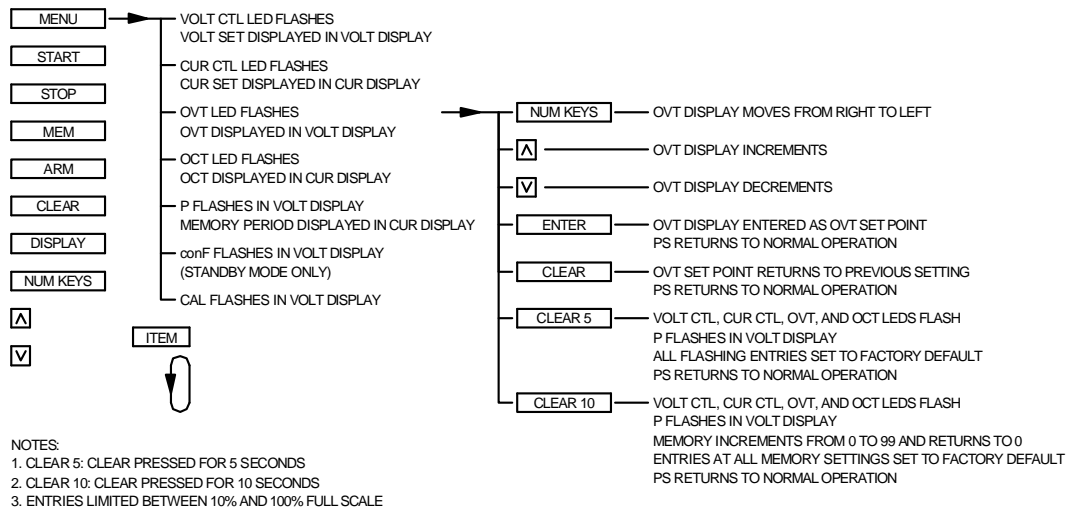 MENU
START
STOP
MEM
ARM
CLEAR
DISPLAY
NUM KEYS
VOLT CTL LED FLASHES
VOLT SET DISPLAYED IN VOLT DISPLAY
CUR CTL LED FLASHES
CUR SET DISPLAYED IN CUR DISPLAY
OVT LED FLASHES
OVT DISPLAYED IN VOLT DISPLAY
OCT LED FLASHES
OCT DISPLAYED IN CUR DISPLAY
P FLASHES IN VOLT DISPLAY
MEMORY PERIOD DISPLAYED IN CUR DISPLAY
conF FLASHES IN VOLT DISPLAY
(STANDBY MODE ONLY)
CAL FLASHES IN VOLT DISPLAY
ITEM
NUM KEYS
OVT DISPLAY MOVES FROM RIGHT TO LEFT
OVT DISPLAY INCREMENTS
OVT DISPLAY DECREMENTS
ENTER
OVT DISPLAY ENTERED AS OVT SET POINT
PS RETURNS TO NORMAL OPERATION
CLEAR
OVT SET POINT RETURNS TO PREVIOUS SETTING
PS RETURNS TO NORMAL OPERATION
CLEAR 5
VOLT CTL, CUR CTL, OVT, AND OCT LEDS FLASH
P FLASHES IN VOLT DISPLAY
ALL FLASHING ENTRIES SET TO FACTORY DEFAULT
PS RETURNS TO NORMAL OPERATION
CLEAR 10
VOLT CTL, CUR CTL, OVT, AND OCT LEDS FLASH
P FLASHES IN VOLT DISPLAY
MEMORY INCREMENTS FROM 0 TO 99 AND RETURNS TO 0
ENTRIES AT ALL MEMORY SETTINGS SET TO FACTORY DEFAULT
PS RETURNS TO NORMAL OPERATION
NOTES:
1. CLEAR 5: CLEAR PRESSED FOR 5 SECONDS
2. CLEAR 10: CLEAR PRESSED FOR 10 SECONDS
3. ENTRIES LIMITED BETWEEN 10% AND 100% FULL SCALE